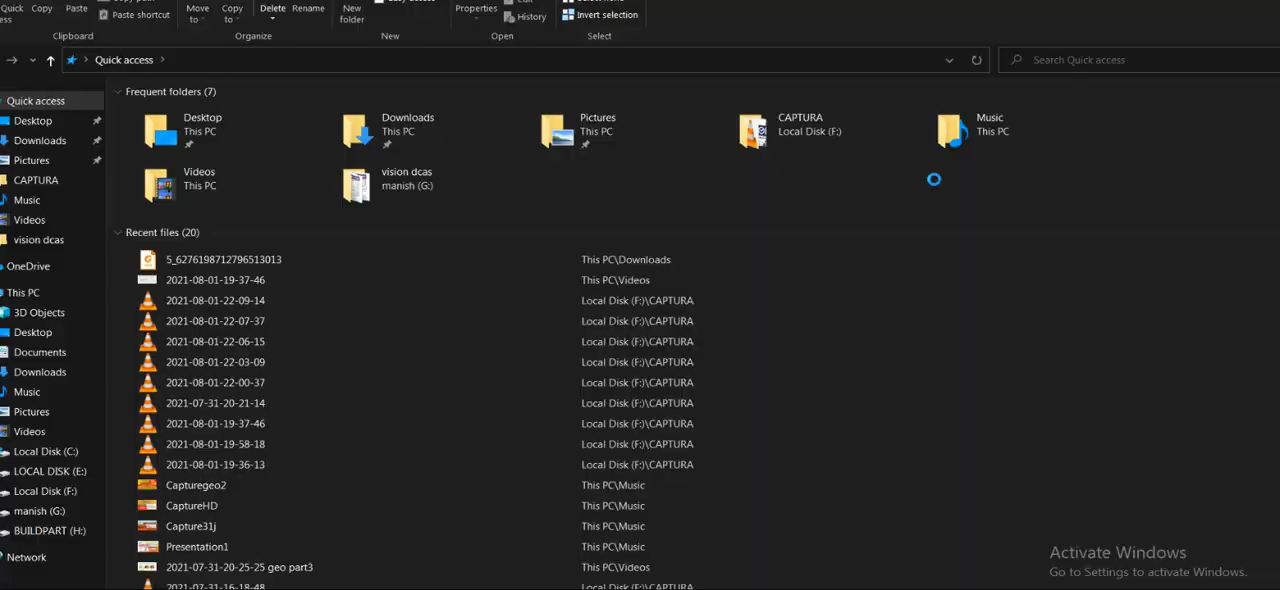 Quick Copy Paste Paste shortcut Move to Copy to Delete Rename New folder Properties History Invert selection
Clipboard Organize New Open Select
Quick access
Search Quick access
Quick access
Desktop
Downloads
Pictures
CAPTURA
Music
Videos
vision dcas
OneDrive
This PC
3D Objects
Desktop
Documents
Downloads
Music
Pictures
Videos
Local Disk (C:)
LOCAL DISK (E:)
Local Disk (F:)
manish (G:)
BUILDPART (H:)
Network
Frequent folders (7)
Desktop
This PC
Downloads
This PC
Pictures
This PC
CAPTURA
Local Disk (F:)
Music
This PC
Videos
This PC
vision dcas
manish (G:)
Recent files (20)
5_6276198712796513013 This PC\Downloads
2021-08-01-19-37-46 This PC\Videos
2021-08-01-22-09-14 Local Disk (F:)\CAPTURA
2021-08-01-22-07-37 Local Disk (F:)\CAPTURA
2021-08-01-22-06-15 Local Disk (F:)\CAPTURA
2021-08-01-22-03-09 Local Disk (F:)\CAPTURA
2021-08-01-22-00-37 Local Disk (F:)\CAPTURA
2021-07-31-20-21-14 Local Disk (F:)\CAPTURA
2021-08-01-19-37-46 Local Disk (F:)\CAPTURA
2021-08-01-19-58-18 Local Disk (F:)\CAPTURA
2021-08-01-19-36-13 Local Disk (F:)\CAPTURA
Capturegeo2 This PC\Music
CaptureHD This PC\Music
Capture31j This PC\Music
Presentation1 This PC\Music
2021-07-31-20-25-25 geo part3 This PC\Videos
2021-07-31-16-18-48 Local Disk (F:)\CAPTURA
Activate Windows
Go to Settings to activate Windows.